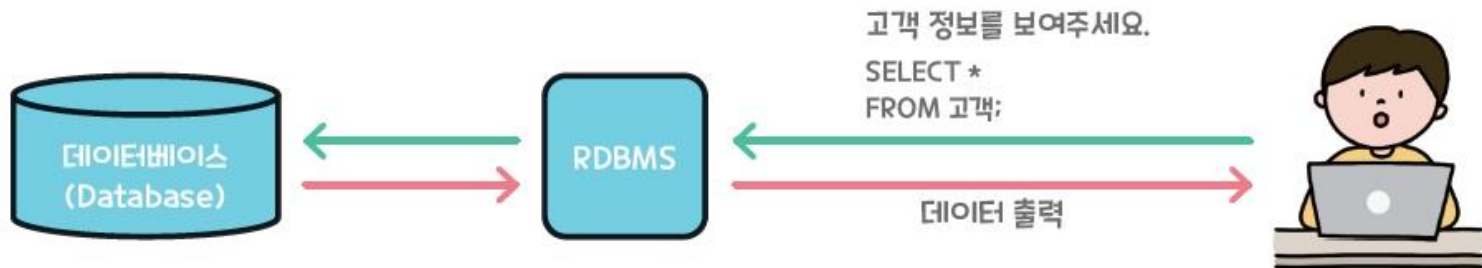 고객 정보를 보여주세요.
SELECT *
FROM 고객;
데이터베이스
(Database)
RDBMS
데이터 출력